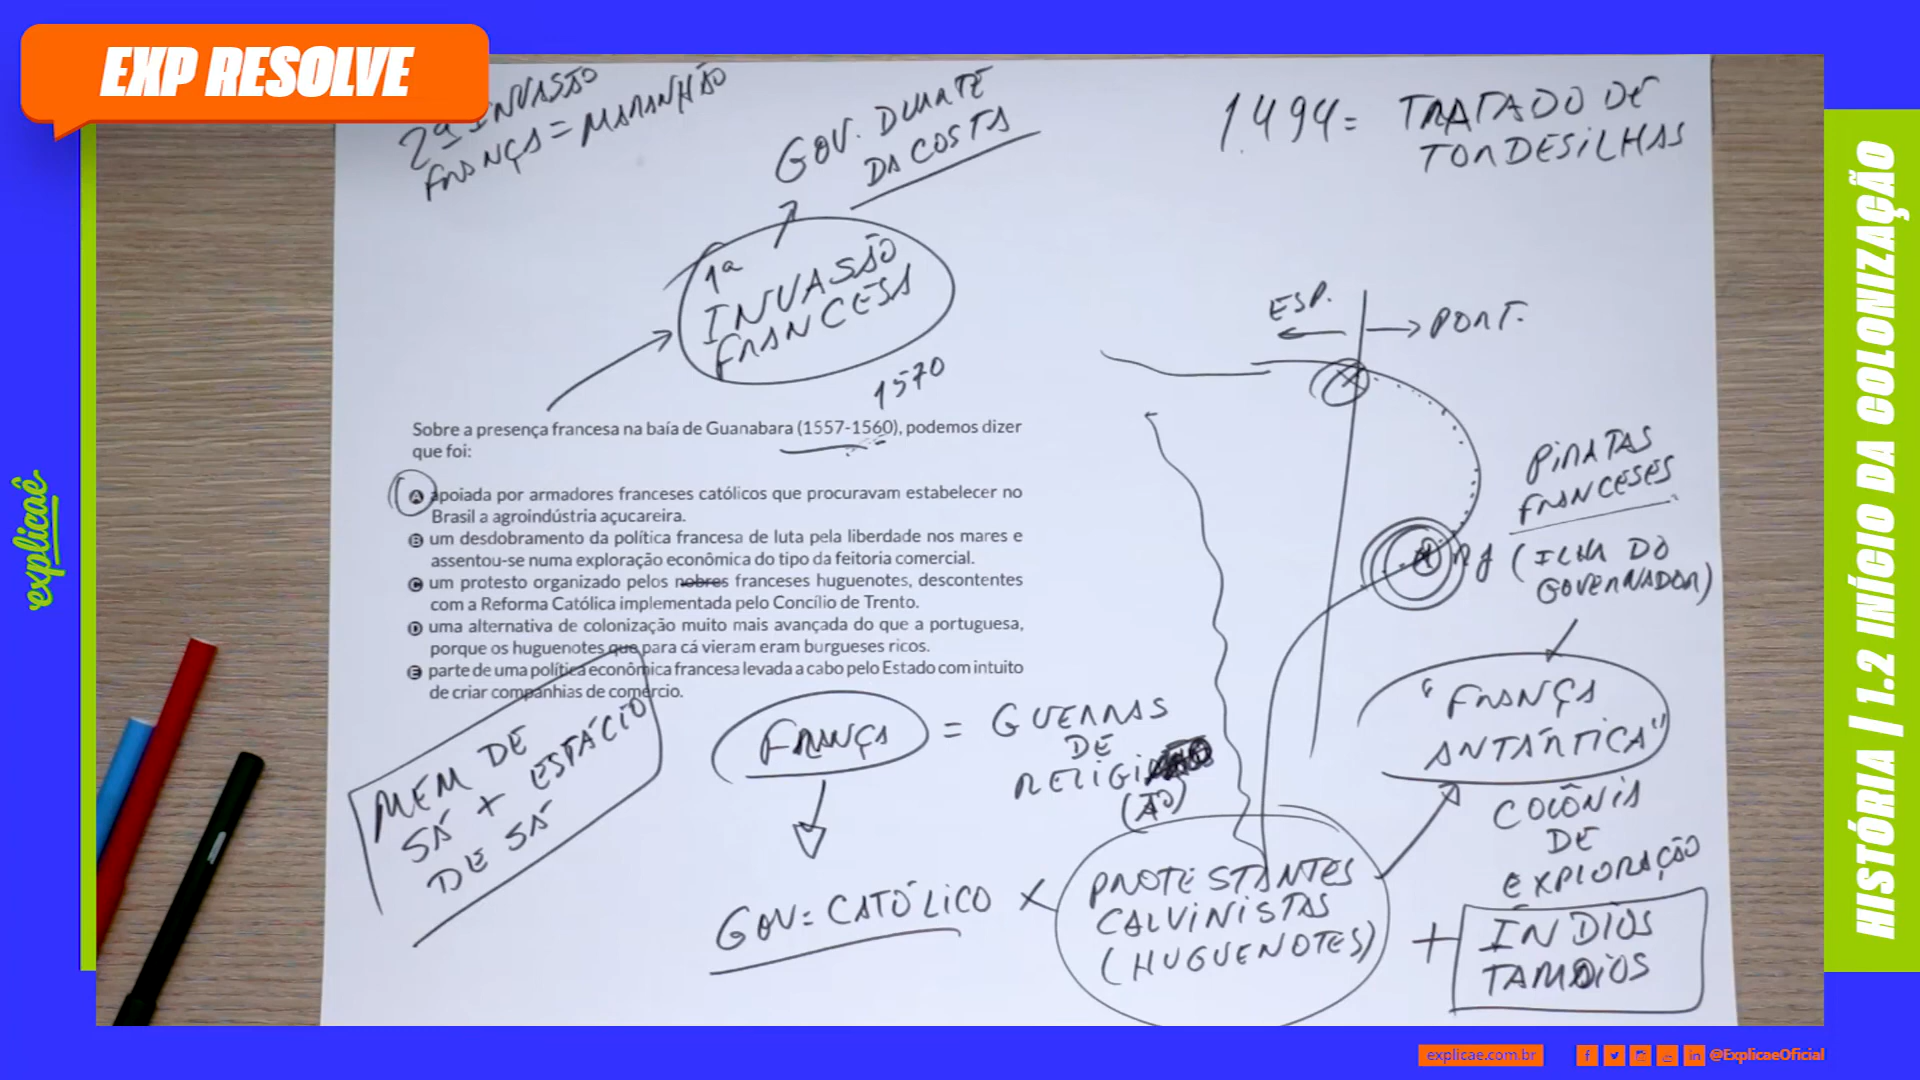 EXP RESOLVE
2ª INVASÃO
FRANÇA = MARANHÃO
GOV. DUARTE
DA COSTA
1494 = TRATADO DE
TORDESILHAS
1ª
INVASÃO
FRANCESA
1570
ESP.
PORT.
Sobre a presença francesa na baía de Guanabara (1557-1560), podemos dizer
que foi:
A apoiada por armadores franceses católicos que procuravam estabelecer no
Brasil a agroindústria açucareira.
B um desdobramento da política francesa de luta pela liberdade nos mares e
assentou-se numa exploração econômica do tipo da feitoria comercial.
C um protesto organizado pelos nobres franceses huguenotes, descontentes
com a Reforma Católica implementada pelo Concílio de Trento.
D uma alternativa de colonização muito mais avançada do que a portuguesa,
porque os huguenotes que para cá vieram eram burgueses ricos.
E parte de uma política econômica francesa levada a cabo pelo Estado com intuito
de criar companhias de comércio.
PIRATAS
FRANCESES
RJ (ILHA DO
GOVERNADOR)
"FRANÇA
ANTÁRTICA"
COLÔNIA
DE
EXPLORAÇÃO
+ ÍNDIOS
TAMOIOS
MEM DE
SÁ + ESTÁCIO
DE SÁ
FRANÇA = GUERRAS
DE
RELIGI
(ÃO)
GOV = CATÓLICO X
PROTESTANTES
CALVINISTAS
(HUGUENOTES)
explicaê
HISTÓRIA | 1.2 INÍCIO DA COLONIZAÇÃO
explicae.com.br
@ExplicaeOficial